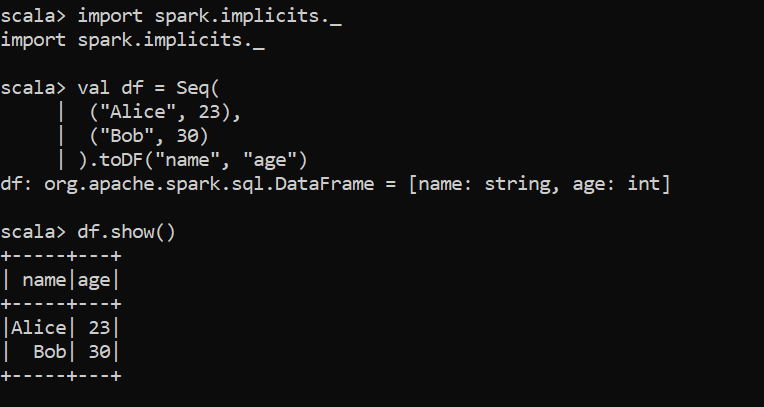 scala> import spark.implicits._
import spark.implicits._

scala> val df = Seq(
     |  ("Alice", 23),
     |  ("Bob", 30)
     | ).toDF("name", "age")
df: org.apache.spark.sql.DataFrame = [name: string, age: int]

scala> df.show()
+-----+---+
| name|age|
+-----+---+
|Alice| 23|
|  Bob| 30|
+-----+---+